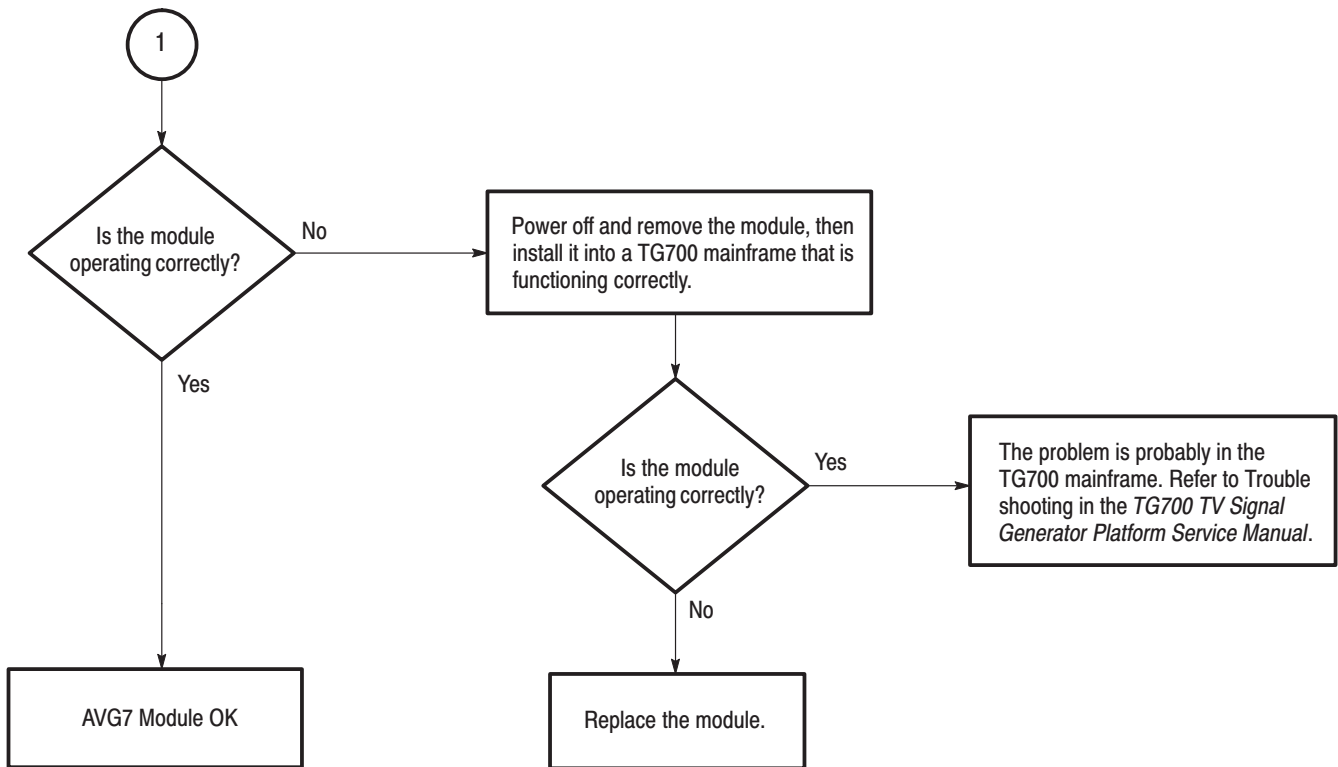 1
Is the module
operating correctly?
No
Power off and remove the module, then
install it into a TG700 mainframe that is
functioning correctly.
Yes
Is the module
operating correctly?
Yes
The problem is probably in the
TG700 mainframe. Refer to Trouble
shooting in the TG700 TV Signal
Generator Platform Service Manual.
No
AVG7 Module OK
Replace the module.